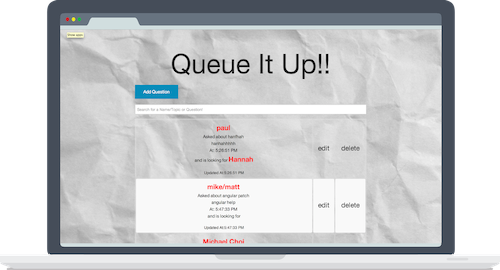 Queue It Up!!
Add Question
Search for a Name/Topic or Question!
paul
Asked about hanhan
hanhahhhhh
At: 5:26:51 PM
and is looking for Hannah
Updated At:5:26:51 PM
edit
delete
mike/matt
Asked about angular patch
angular help
At: 5:47:33 PM
and is looking for
Updated At:5:47:33 PM
edit
delete
Michael Choi